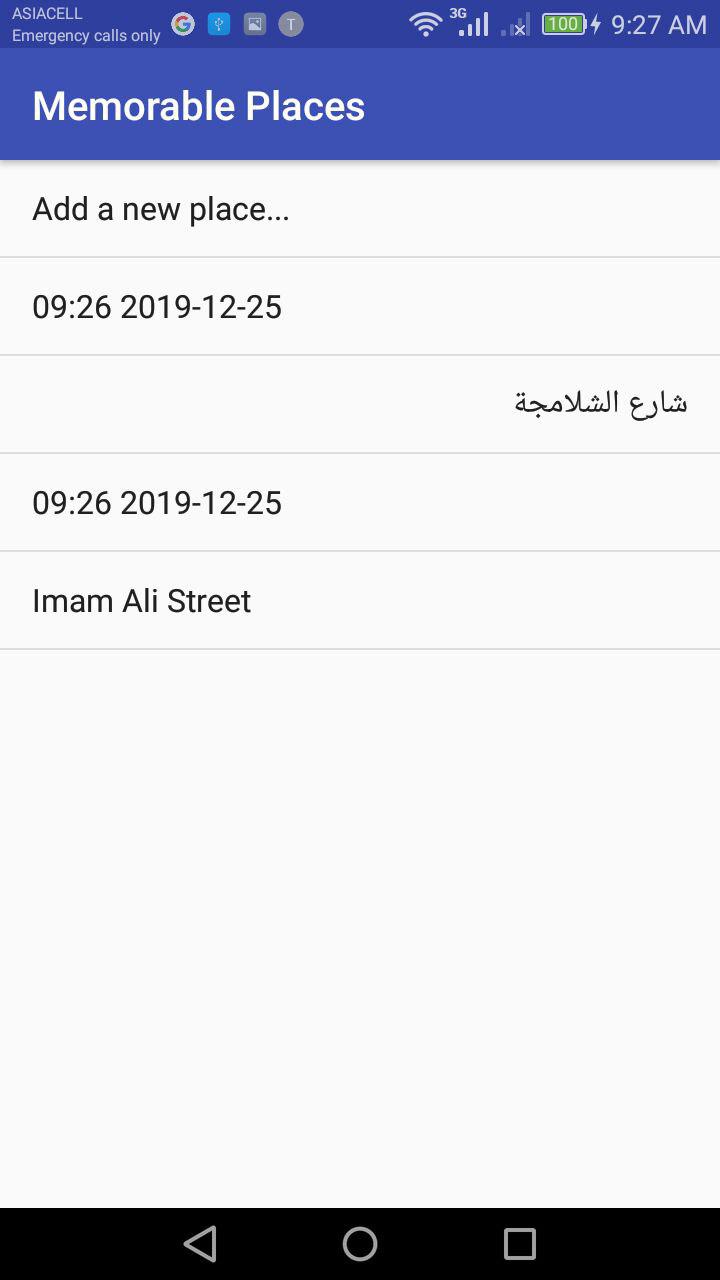 ASIACELL
Emergency calls only
T
3G
100
9:27 AM
Memorable Places
Add a new place...
09:26 2019-12-25
شارع الشلامجة
09:26 2019-12-25
Imam Ali Street